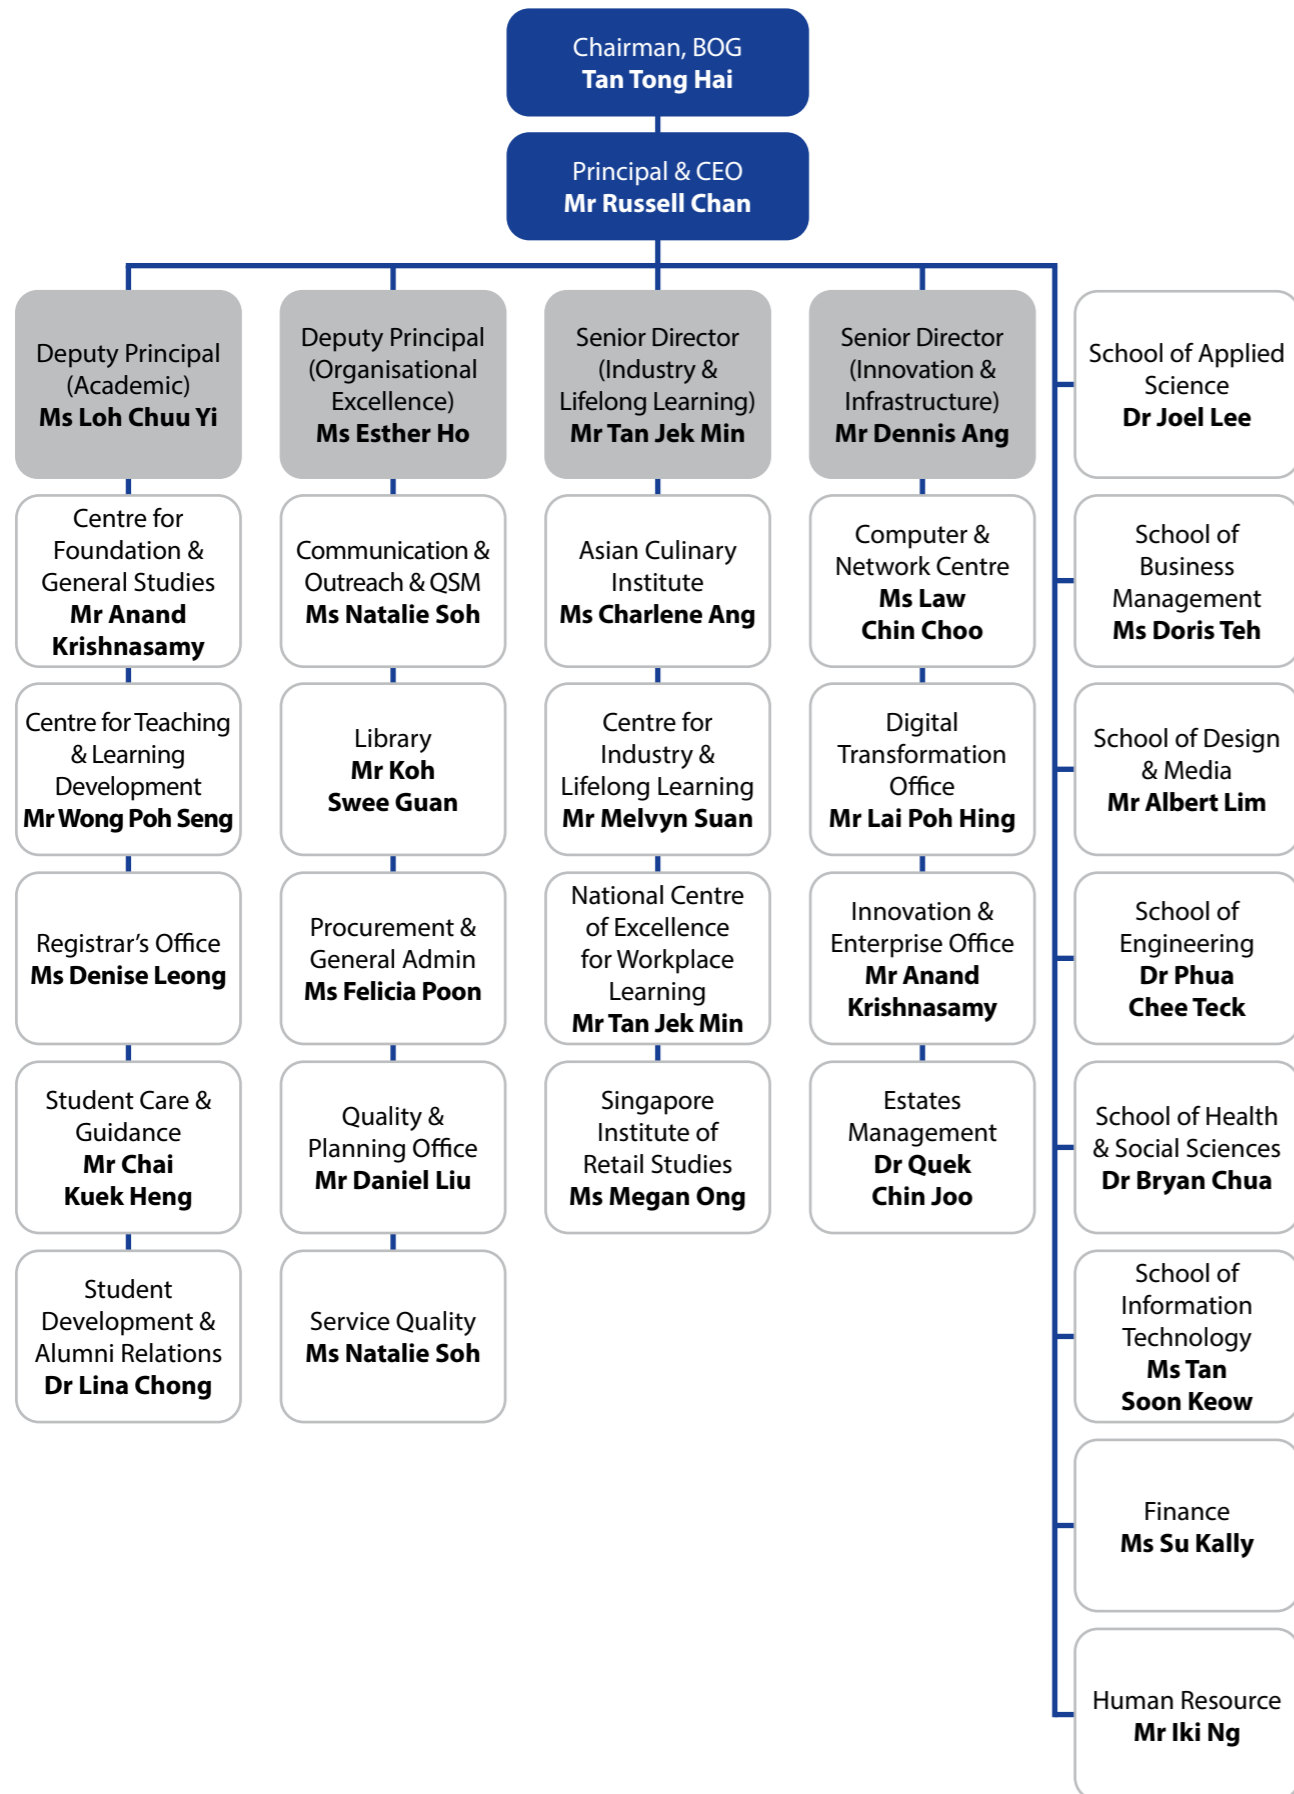 Chairman, BOG
Tan Tong Hai
Principal & CEO
Mr Russell Chan
Deputy Principal
(Academic)
Ms Loh Chuu Yi
Centre for
Foundation &
General Studies
Mr Anand
Krishnasamy
Centre for Teaching
& Learning
Development
Mr Wong Poh Seng
Registrar’s Office
Ms Denise Leong
Student Care &
Guidance
Mr Chai
Kuek Heng
Student
Development &
Alumni Relations
Dr Lina Chong
Deputy Principal
(Organisational
Excellence)
Ms Esther Ho
Communication &
Outreach & QSM
Ms Natalie Soh
Library
Mr Koh
Swee Guan
Procurement &
General Admin
Ms Felicia Poon
Quality &
Planning Office
Mr Daniel Liu
Service Quality
Ms Natalie Soh
Senior Director
(Industry &
Lifelong Learning)
Mr Tan Jek Min
Asian Culinary
Institute
Ms Charlene Ang
Centre for
Industry &
Lifelong Learning
Mr Melvyn Suan
National Centre
of Excellence
for Workplace
Learning
Mr Tan Jek Min
Singapore
Institute of
Retail Studies
Ms Megan Ong
Senior Director
(Innovation &
Infrastructure)
Mr Dennis Ang
Computer &
Network Centre
Ms Law
Chin Choo
Digital
Transformation
Office
Mr Lai Poh Hing
Innovation &
Enterprise Office
Mr Anand
Krishnasamy
Estates
Management
Dr Quek
Chin Joo
School of Applied
Science
Dr Joel Lee
School of
Business
Management
Ms Doris Teh
School of Design
& Media
Mr Albert Lim
School of
Engineering
Dr Phua
Chee Teck
School of Health
& Social Sciences
Dr Bryan Chua
School of
Information
Technology
Ms Tan
Soon Keow
Finance
Ms Su Kally
Human Resource
Mr Iki Ng